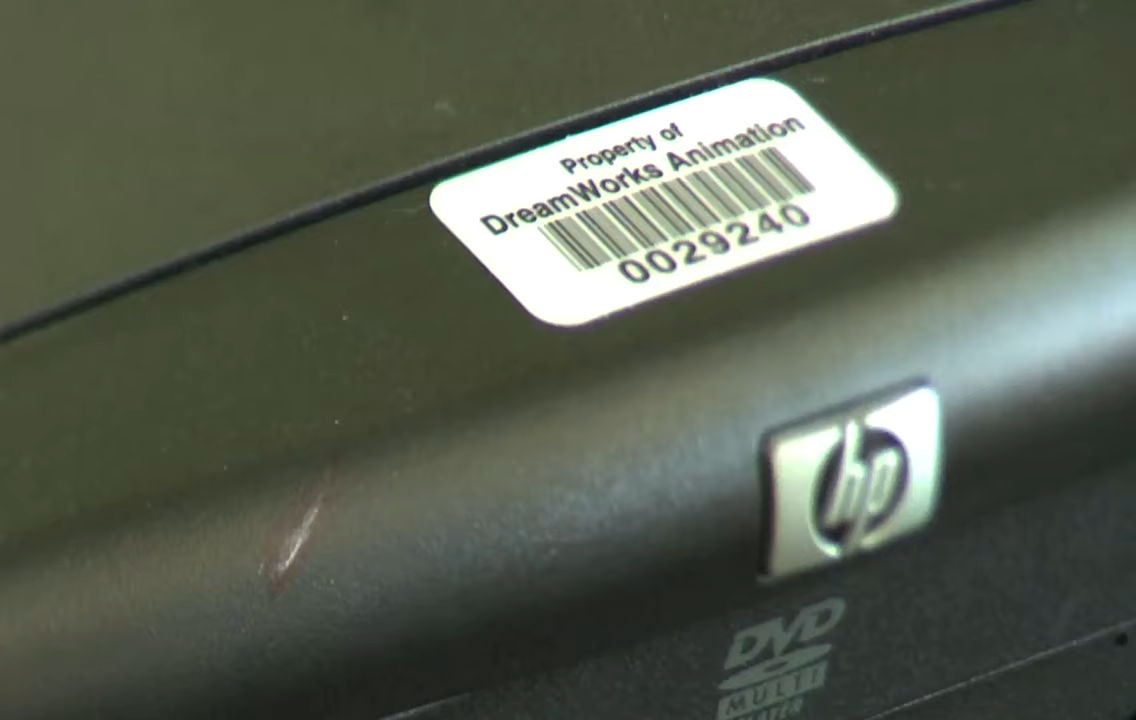 Property of
DreamWorks Animation
0029240
hp
DVD
MULTI